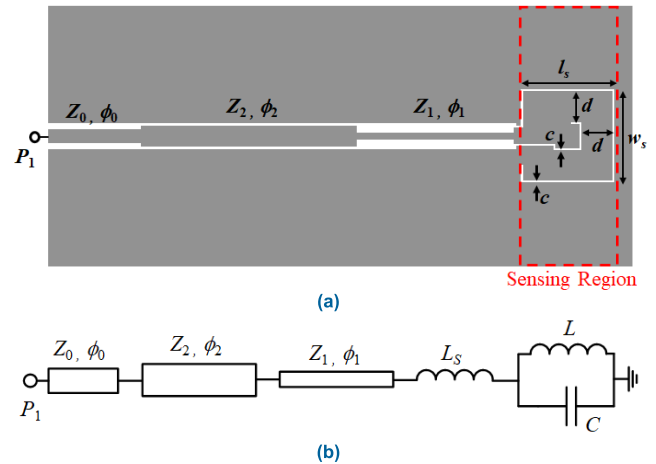 Z0, ϕ0
Z2, ϕ2
Z1, ϕ1
ls
d
c
d
ws
P1
c
Sensing Region
(a)
Z0, ϕ0
Z2, ϕ2
Z1, ϕ1
LS
L
P1
C
(b)